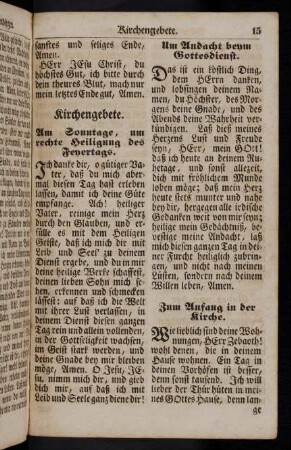 Kirchengebete. 15
sanftes und seliges Ende,
Amen.
HErr JEsu Christ, du
höchstes Gut, ich bitte durch
dein theures Blut, mach nur
mein letztes Ende gut, Amen.
Kirchengebete.
Am Sonntage, um
rechte Heiligung des
Feyertags.
Ich danke dir, o gütiger Va-
ter, daß du mich aber-
mal diesen Tag hast erleben
lassen, damit ich deine Güte
empfange. Ach! heiliger
Vater, reinige mein Herz
durch den Glauben, und er-
fülle es mit dem Heiligen
Geiste, daß ich mich dir mit
Leib und Seel' zu deinem
Dienst ergebe, und du in mir
deine heilige Werke schaffest,
deinen lieben Sohn mich er-
kennen, und erforschen
lässest: auf daß ich die Welt
mit ihrer Lust verlassen, in
deinem Dienst diesen ganzen
Tag rein und allein vollenden,
der Gottseligkeit wachsen,
im Geist stark werden, und
deine Gnade bey mir bleiben
möge, Amen. O Jesu, JE-
su, nimm mich dir, und gieb
dich mir, auf daß ich mit
Leib und Seele ganz diene dir!
Um Andacht beym
Gottesdienst.
Das ist ein köstlich Ding,
dem HErrn danken,
und lobsingen deinem Na-
men, du Höchster, des Mor-
gens deine Gnade, und des
Abends deine Wahrheit ver-
kündigen. Laß dieß meines
Herzens Lust und Freude
seyn, HErr, mein GOtt!
daß ich heute an deinem Ru-
hetage, und sonst allezeit,
dich mit fröhlichem Munde
loben möge; daß mein Herz
heute stets munter und nahe
zu dir, hergegen alle irdische
Gedanken weit von mir seyn;
heilige mein Gedächtniß, be-
vestige meine Andacht, laß
mich diesen ganzen Tag in dei-
ner Furcht heiliglich zubrin-
gen, und nicht nach meinen
Lüsten, sondern nach deinem
Willen leben, Amen.
Zum Anfang in der
Kirche.
Wie lieblich sind deine Woh-
nungen, HErr Zebaoth!
wohl denen, die in deinem
Hause wohnen. Ein Tag in
deinen Vorhöfen ist besser,
denn sonst tausend. Ich will
lieber der Thür hüten in mei-
nes GOttes Hause, denn lan-
ge